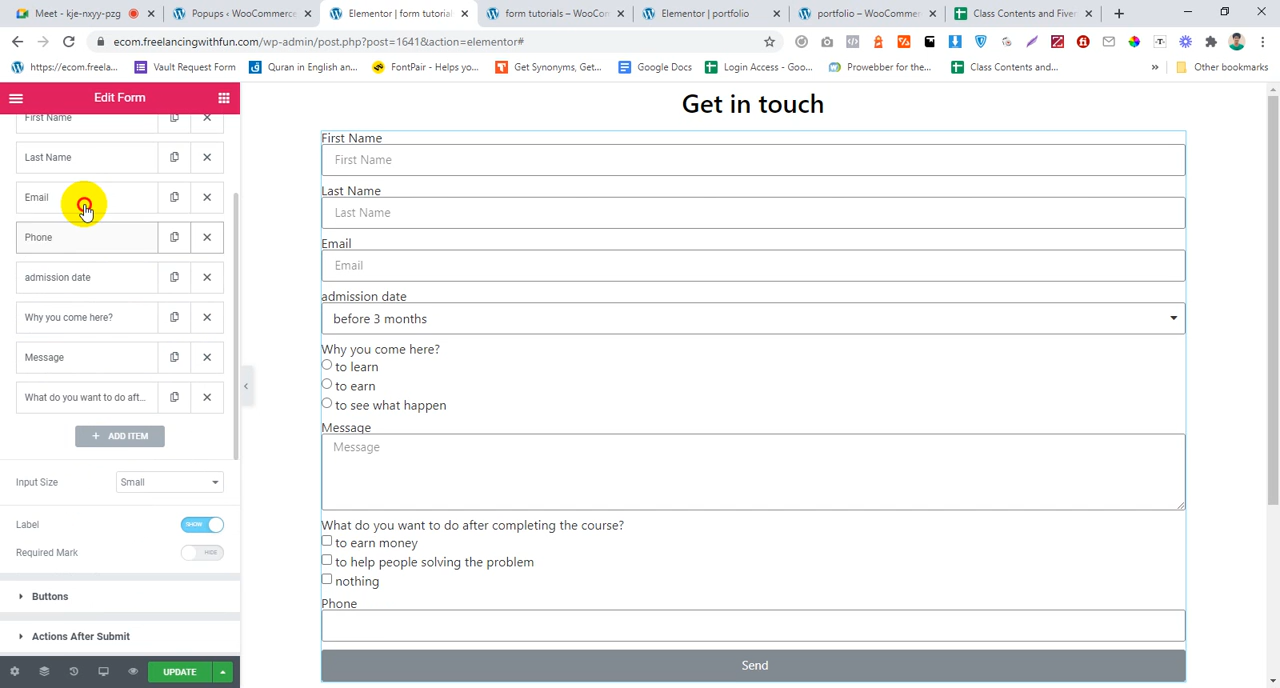 Meet - kje-nxyy-pzg
Popups ‹ WooCommerce
Elementor | form tutorial
form tutorials – WooCon
Elementor | portfolio
portfolio – WooCommer
Class Contents and Fiver
ecom.freelancingwithfun.com/wp-admin/post.php?post=1641&action=elementor#
https://ecom.freela...
Vault Request Form
Quran in English an...
FontPair - Helps yo...
Get Synonyms, Get...
Google Docs
Login Access - Goo...
Prowebber for the...
Class Contents and...
»
Other bookmarks
Edit Form
First Name
Last Name
Email
Phone
admission date
Why you come here?
Message
What do you want to do aft...
+ ADD ITEM
Input Size
Small
Label
SHOW
Required Mark
HIDE
Buttons
Actions After Submit
UPDATE
Get in touch
First Name
First Name
Last Name
Last Name
Email
Email
admission date
before 3 months
Why you come here?
to learn
to earn
to see what happen
Message
Message
What do you want to do after completing the course?
to earn money
to help people solving the problem
nothing
Phone
Send